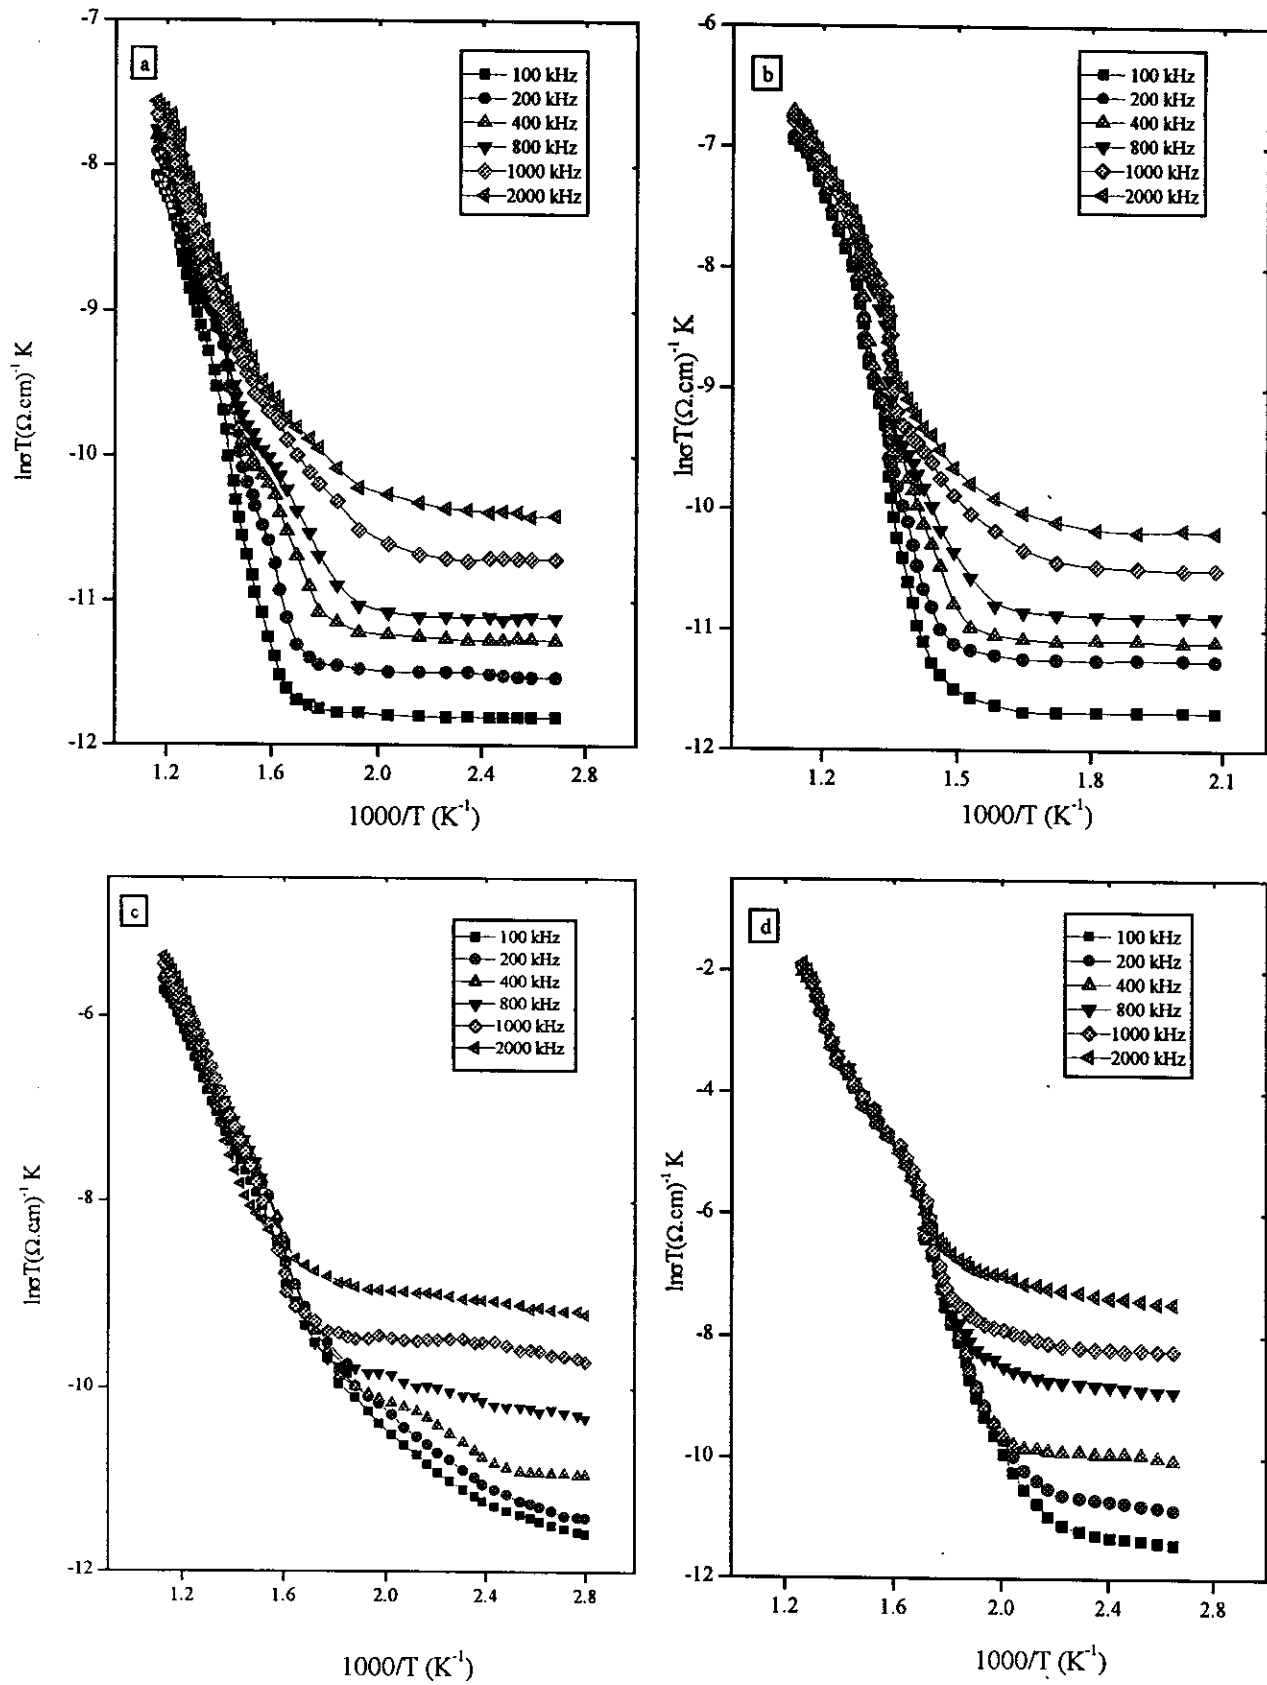 a
-7
-8
-9
-10
-11
-12
lnσT(Ω.cm)⁻¹ K
100 kHz
200 kHz
400 kHz
800 kHz
1000 kHz
2000 kHz
1.2 1.6 2.0 2.4 2.8
1000/T (K⁻¹)
b
-6
-7
-8
-9
-10
-11
-12
lnσT(Ω.cm)⁻¹ K
100 kHz
200 kHz
400 kHz
800 kHz
1000 kHz
2000 kHz
1.2 1.5 1.8 2.1
1000/T (K⁻¹)
c
-6
-8
-10
-12
lnσT(Ω.cm)⁻¹ K
100 kHz
200 kHz
400 kHz
800 kHz
1000 kHz
2000 kHz
1.2 1.6 2.0 2.4 2.8
1000/T (K⁻¹)
d
-2
-4
-6
-8
-10
-12
lnσT(Ω.cm)⁻¹ K
100 kHz
200 kHz
400 kHz
800 kHz
1000 kHz
2000 kHz
1.2 1.6 2.0 2.4 2.8
1000/T (K⁻¹)